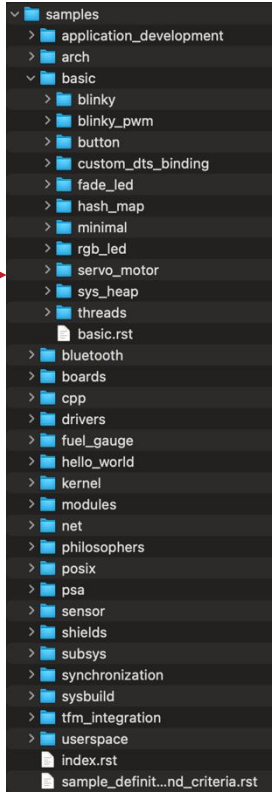 samples
application_development
arch
basic
blinky
blinky_pwm
button
custom_dts_binding
fade_led
hash_map
minimal
rgb_led
servo_motor
sys_heap
threads
basic.rst
bluetooth
boards
cpp
drivers
fuel_gauge
hello_world
kernel
modules
net
philosophers
posix
psa
sensor
shields
subsys
synchronization
sysbuild
tfm_integration
userspace
index.rst
sample_definit...nd_criteria.rst